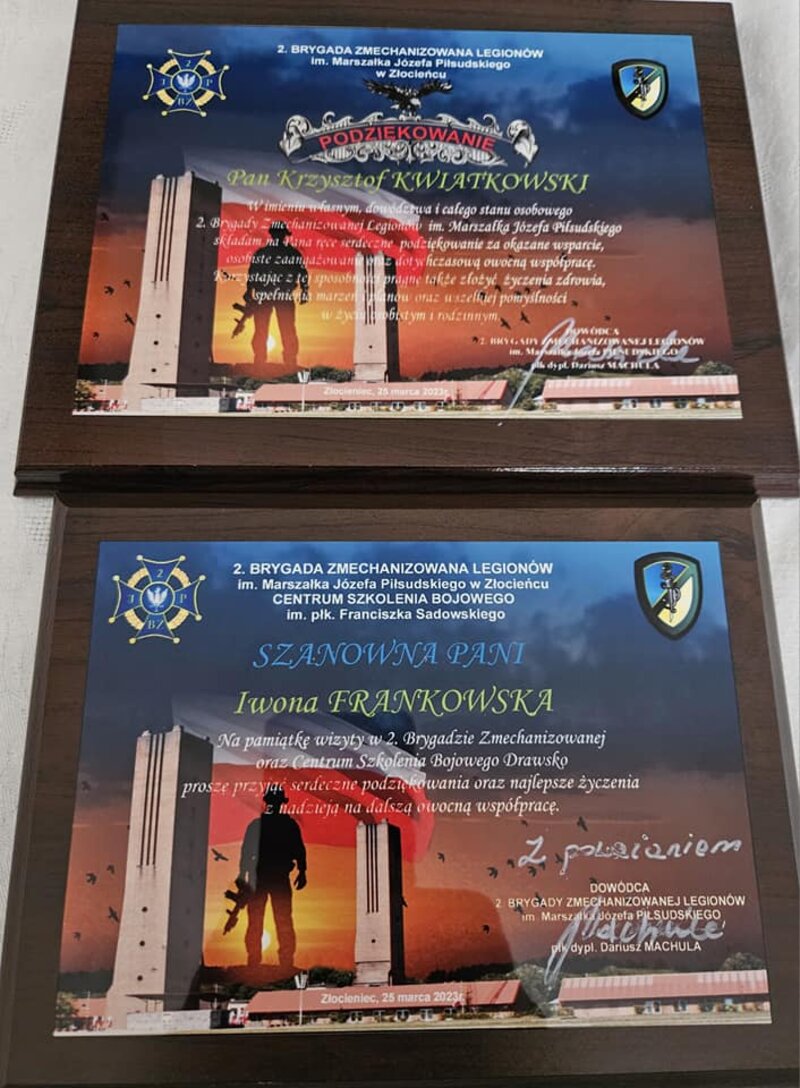 2. BRYGADA ZMECHANIZOWANA LEGIONÓW
im. Marszałka Józefa Piłsudskiego
w Złocieńcu
PODZIĘKOWANIE
Pan Krzysztof KWIATKOWSKI
W imieniu własnym, dowództwa i całego stanu osobowego
2. Brygady Zmechanizowanej Legionów im. Marszałka Józefa Piłsudskiego
składam na Pana ręce serdeczne podziękowanie za okazane wsparcie,
osobiste zaangażowanie oraz dotychczasową owocną współpracę.
Korzystając z tej sposobności pragnę także złożyć życzenia zdrowia,
spełnienia marzeń i planów oraz wszelkiej pomyślności
w życiu osobistym i rodzinnym.
DOWÓDCA
2. BRYGADY ZMECHANIZOWANEJ LEGIONÓW
im. Marszałka Józefa PIŁSUDSKIEGO
płk dypl. Dariusz MACHULA
Złocieniec, 25 marca 2023r.
2
J P
BZ
2. BRYGADA ZMECHANIZOWANA LEGIONÓW
im. Marszałka Józefa Piłsudskiego w Złocieńcu
CENTRUM SZKOLENIA BOJOWEGO
im. płk. Franciszka Sadowskiego
SZANOWNA PANI
Iwona FRANKOWSKA
Na pamiątkę wizyty w 2. Brygadzie Zmechanizowanej
oraz Centrum Szkolenia Bojowego Drawsko
proszę przyjąć serdeczne podziękowania oraz najlepsze życzenia
z nadzieją na dalszą owocną współpracę.
Z poważaniem
DOWÓDCA
2 BRYGADY ZMECHANIZOWANEJ LEGIONÓW
im. Marszałka Józefa PIŁSUDSKIEGO
Machula
płk dypl. Dariusz MACHULA
Złocieniec, 25 marca 2023r.
2
J P
BZ